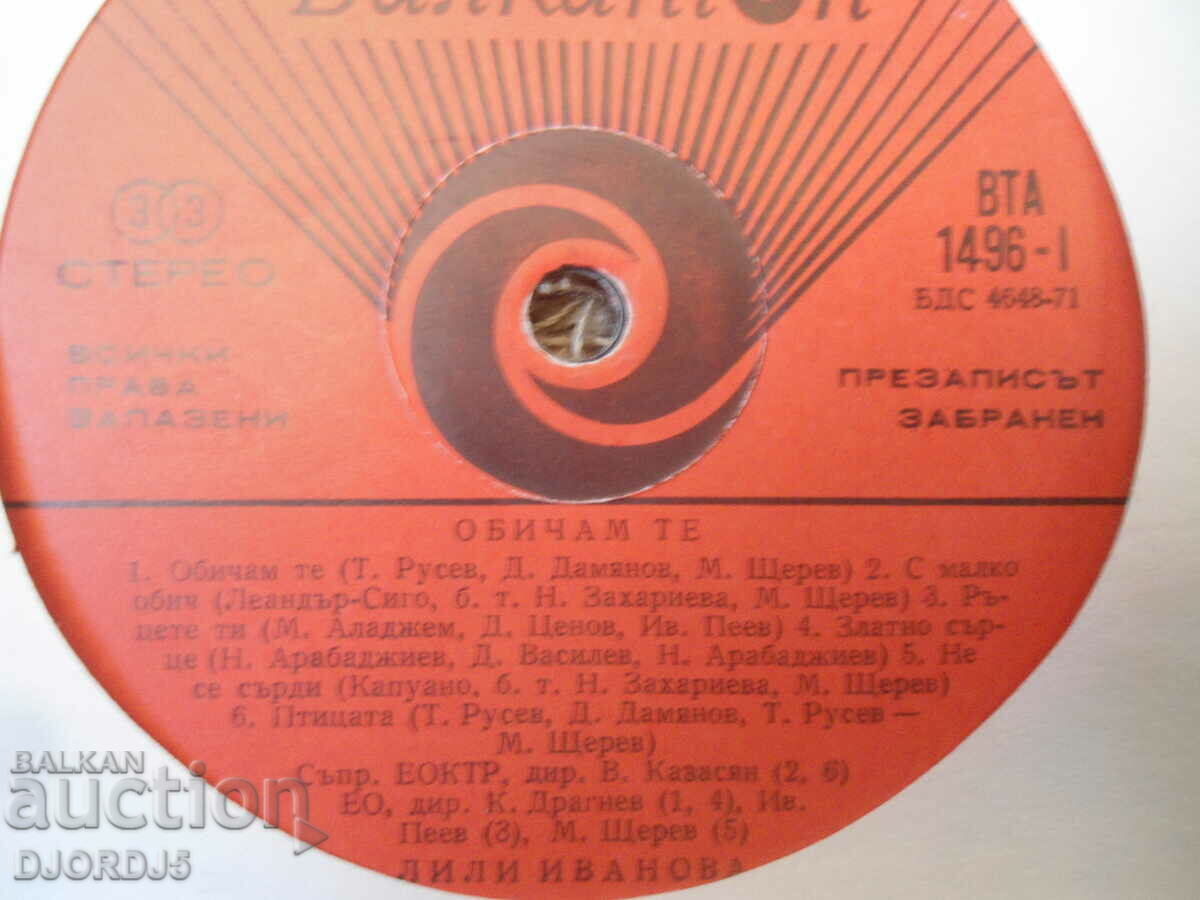 Балкантон
33
СТЕРЕО
ВСИЧКИ
ПРАВА
ЗАПАЗЕНИ
ВТА
1496-I
БДС 4648-71
ПРЕЗАПИСЪТ
ЗАБРАНЕН
ОБИЧАМ ТЕ
1. Обичам те (Т. Русев, Д. Дамянов, М. Щерев) 2. С малко
обич (Леандър-Сиго, б. т. Н. Захариева, М. Щерев) 3. Ръ-
цете ти (М. Аладжем, Д. Ценов, Ив. Пеев) 4. Златно сър-
це (Н. Арабаджиев, Д. Василев, Н. Арабаджиев) 5. Не
се сърди (Капуано, б. т. Н. Захариева, М. Щерев)
6. Птицата (Т. Русев, Д. Дамянов, Т. Русев —
М. Щерев)
Съпр. ЕОКТР, дир. В. Казасян (2, 6)
ЕО, дир. К. Драгнев (1, 4), Ив.
Пеев (3), М. Щерев (5)
ЛИЛИ ИВАНОВА
BALKAN
auction
DJORDJ5